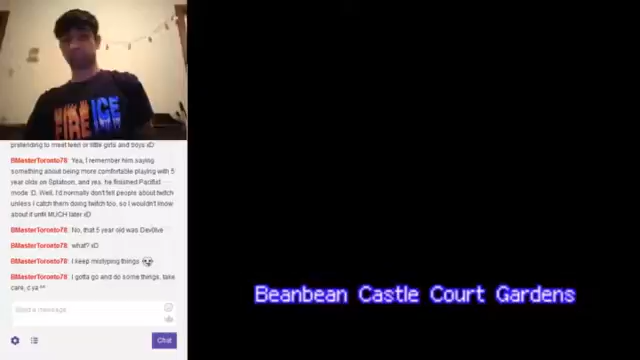 FIRE ICE
pretending to meet teed or little girls and boys xD
BMasterToronto78: Yea, I remember him saying
something about being more comfortable playing with 5
year olds on Splatoon, and yea, he finished Pacifist
mode :D. Well, I'd normally don't tell people about twitch
unless I catch them doing twitch too, so I wouldn't know
about it until MUCH later xD
BMasterToronto78: No, that 5 year old was Dev0live
BMasterToronto78: what? xD
BMasterToronto78: I keep mistyping things
BMasterToronto78: I gotta go and do some things, take
care, c ya ^^
Send a message
Chat
Beanbean Castle Court Gardens